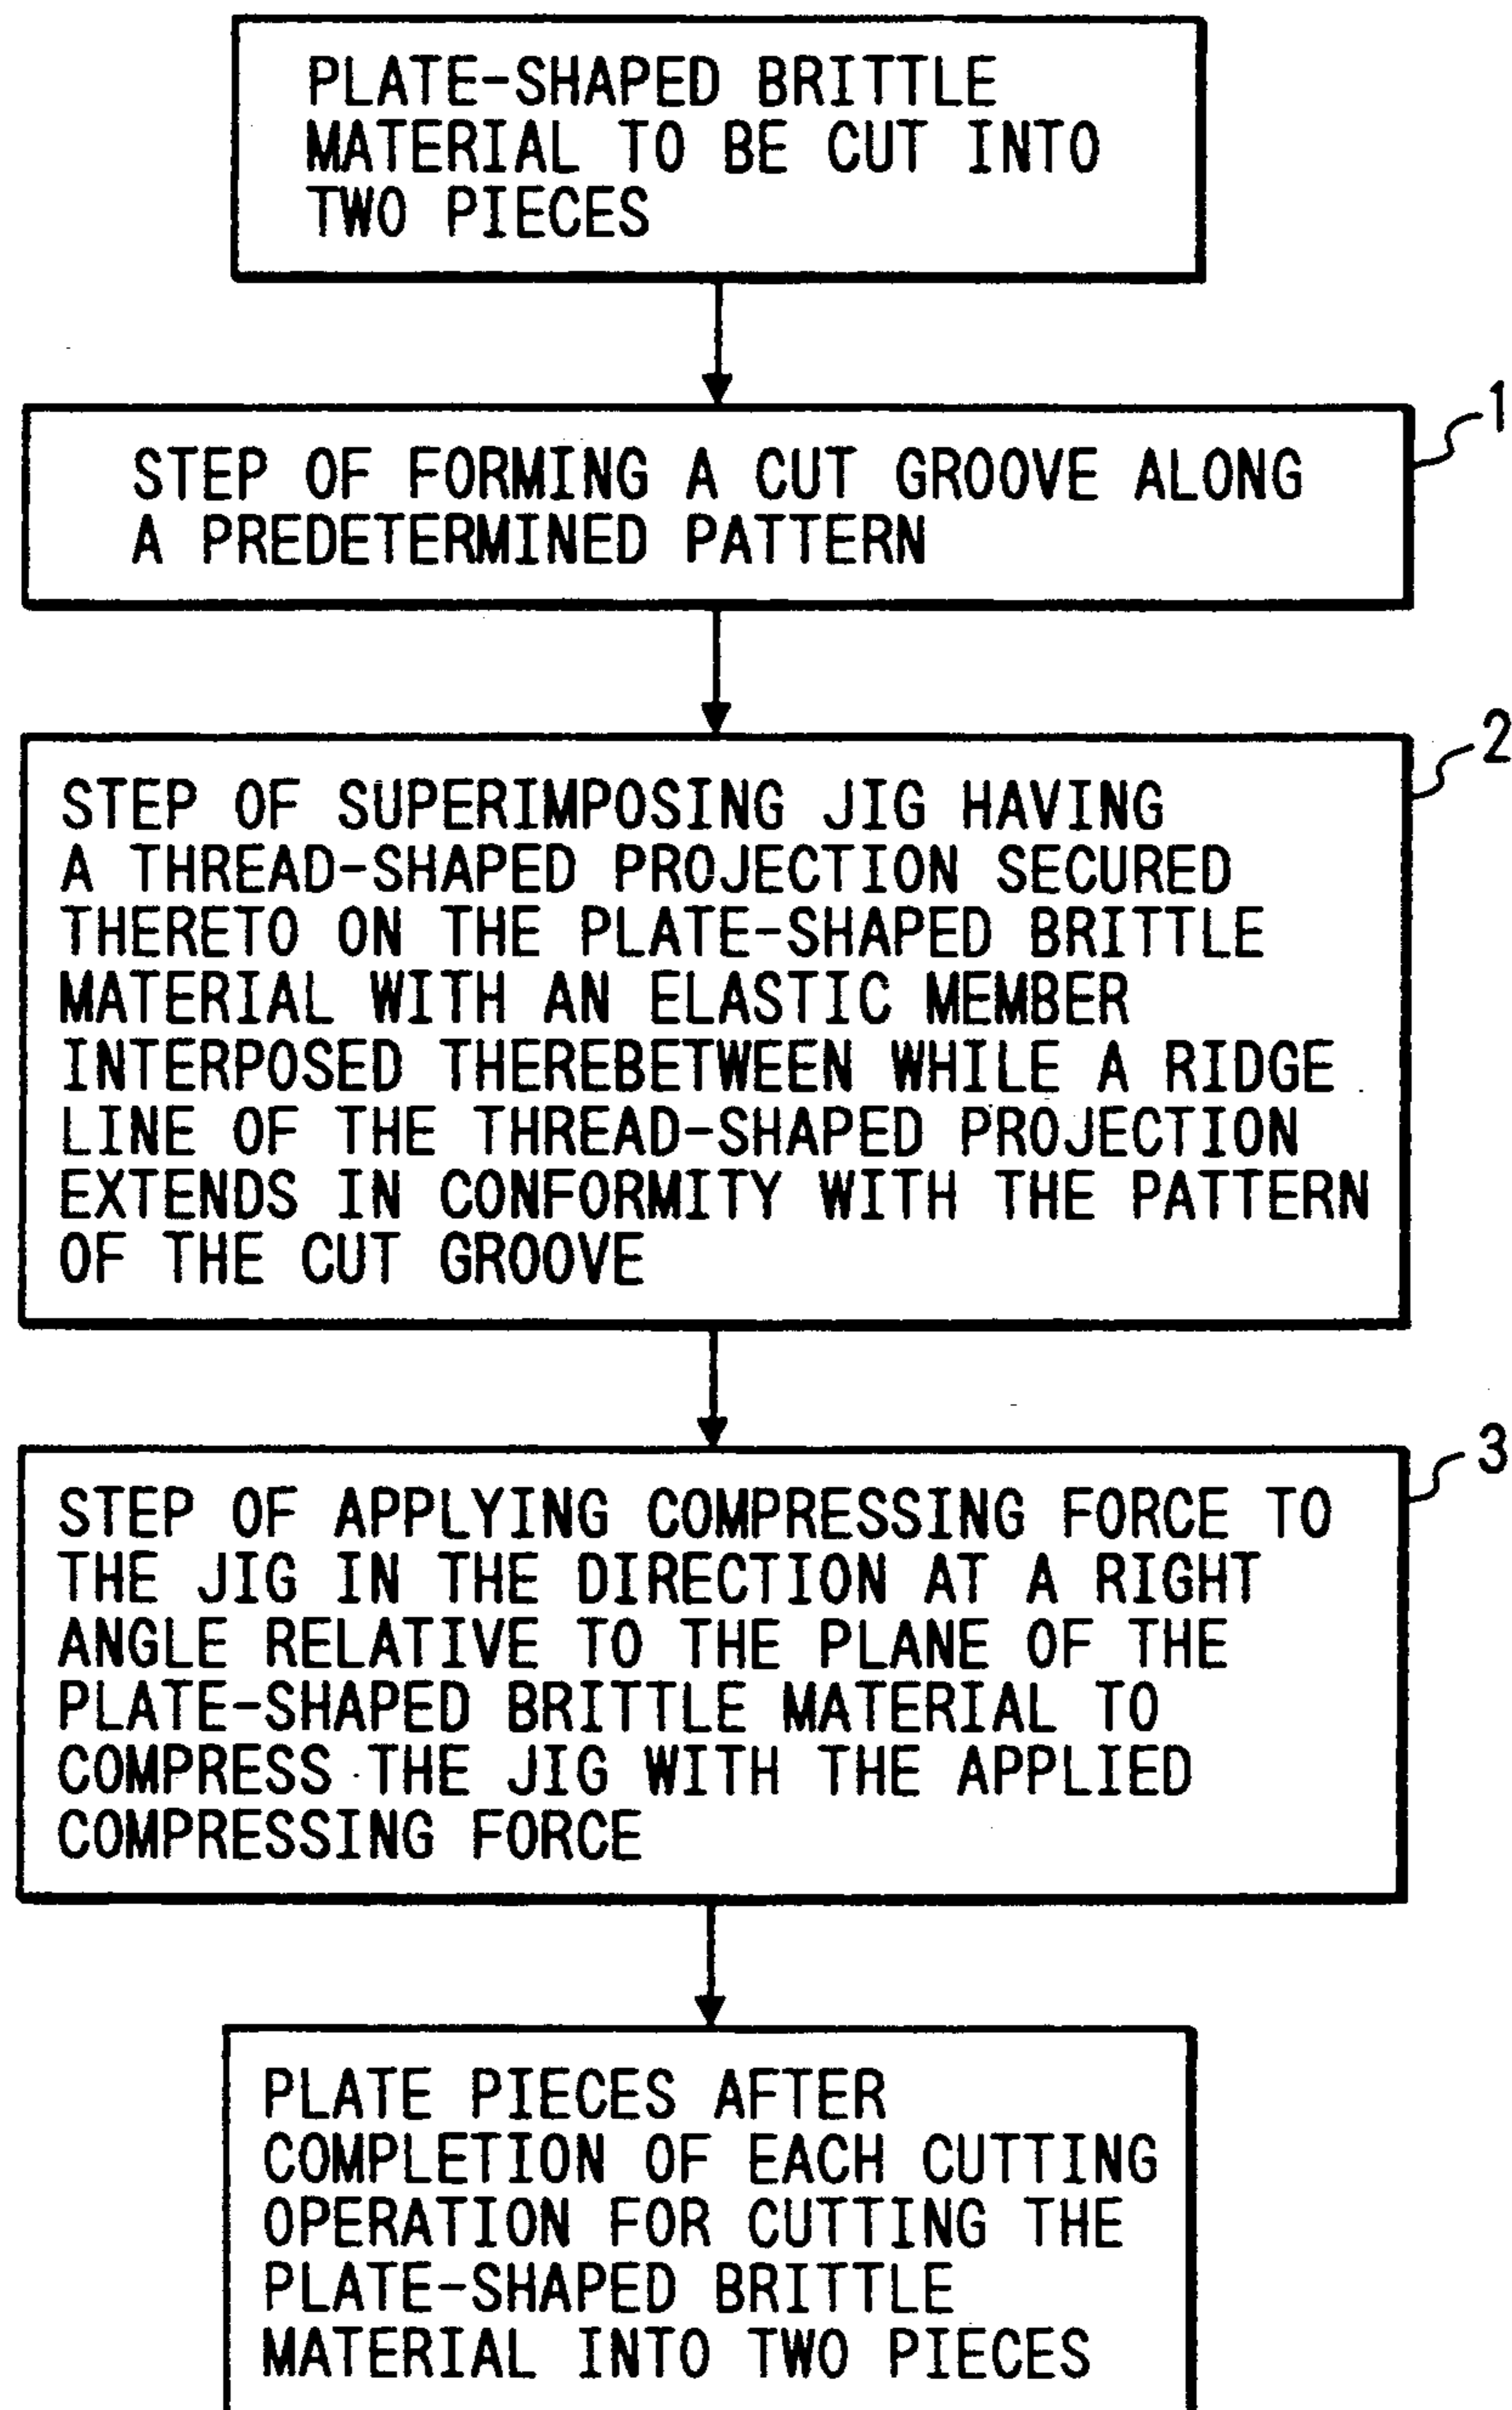 PLATE-SHAPED BRITTLE
MATERIAL TO BE CUT INTO
TWO PIECES
1
STEP OF FORMING A CUT GROOVE ALONG
A PREDETERMINED PATTERN
2
STEP OF SUPERIMPOSING JIG HAVING
A THREAD-SHAPED PROJECTION SECURED
THERETO ON THE PLATE-SHAPED BRITTLE
MATERIAL WITH AN ELASTIC MEMBER
INTERPOSED THEREBETWEEN WHILE A RIDGE
LINE OF THE THREAD-SHAPED PROJECTION
EXTENDS IN CONFORMITY WITH THE PATTERN
OF THE CUT GROOVE
3
STEP OF APPLYING COMPRESSING FORCE TO
THE JIG IN THE DIRECTION AT A RIGHT
ANGLE RELATIVE TO THE PLANE OF THE
PLATE-SHAPED BRITTLE MATERIAL TO
COMPRESS THE JIG WITH THE APPLIED
COMPRESSING FORCE
PLATE PIECES AFTER
COMPLETION OF EACH CUTTING
OPERATION FOR CUTTING THE
PLATE-SHAPED BRITTLE
MATERIAL INTO TWO PIECES